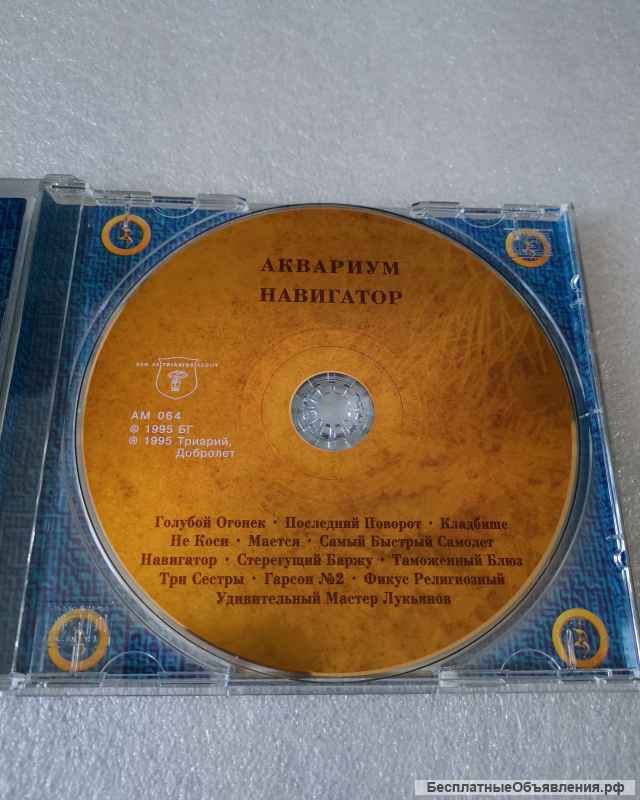 АКВАРИУМ
НАВИГАТОР
TRIARIUS
АМ 064
© 1995 БГ
℗ 1995 Триарий,
Добролет
Голубой Огонек · Последний Поворот · Кладбище
Не Коси · Мается · Самый Быстрый Самолет
Навигатор · Стерегущий Баржу · Таможенный Блюз
Три Сестры · Гарсон №2 · Фикус Религиозный
Удивительный Мастер Лукьянов
БесплатныеОбъявления.рф